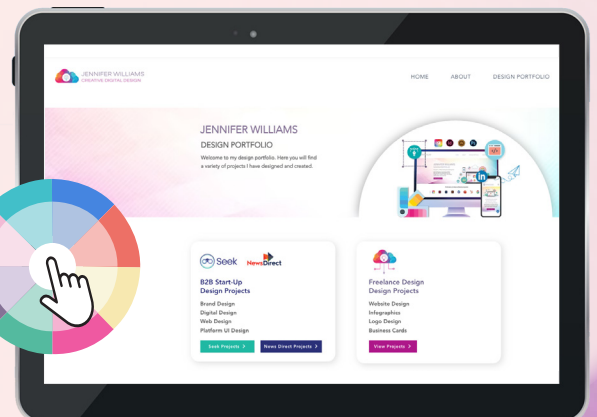 JENNIFER WILLIAMS
CREATIVE DIGITAL DESIGN
HOME ABOUT DESIGN PORTFOLIO
JENNIFER WILLIAMS
DESIGN PORTFOLIO
Welcome to my design portfolio. Here you will find
a variety of projects I have designed and created.
in
Seek NewsDirect
B2B Start-Up
Design Projects
Brand Design
Digital Design
Web Design
Platform UI Design
Seek Projects >
News Direct Projects >
Freelance Design
Design Projects
Website Design
Infographics
Logo Design
Business Cards
View Projects >